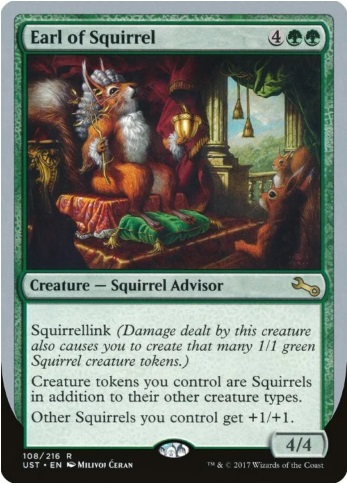 Earl of Squirrel 4
Creature — Squirrel Advisor
Squirrellink (Damage dealt by this creature
also causes you to create that many 1/1 green
Squirrel creature tokens.)
Creature tokens you control are Squirrels
in addition to their other creature types.
Other Squirrels you control get +1/+1.
4/4
108/216 R
UST • EN Milivoj Ćeran
™ & © 2017 Wizards of the Coast